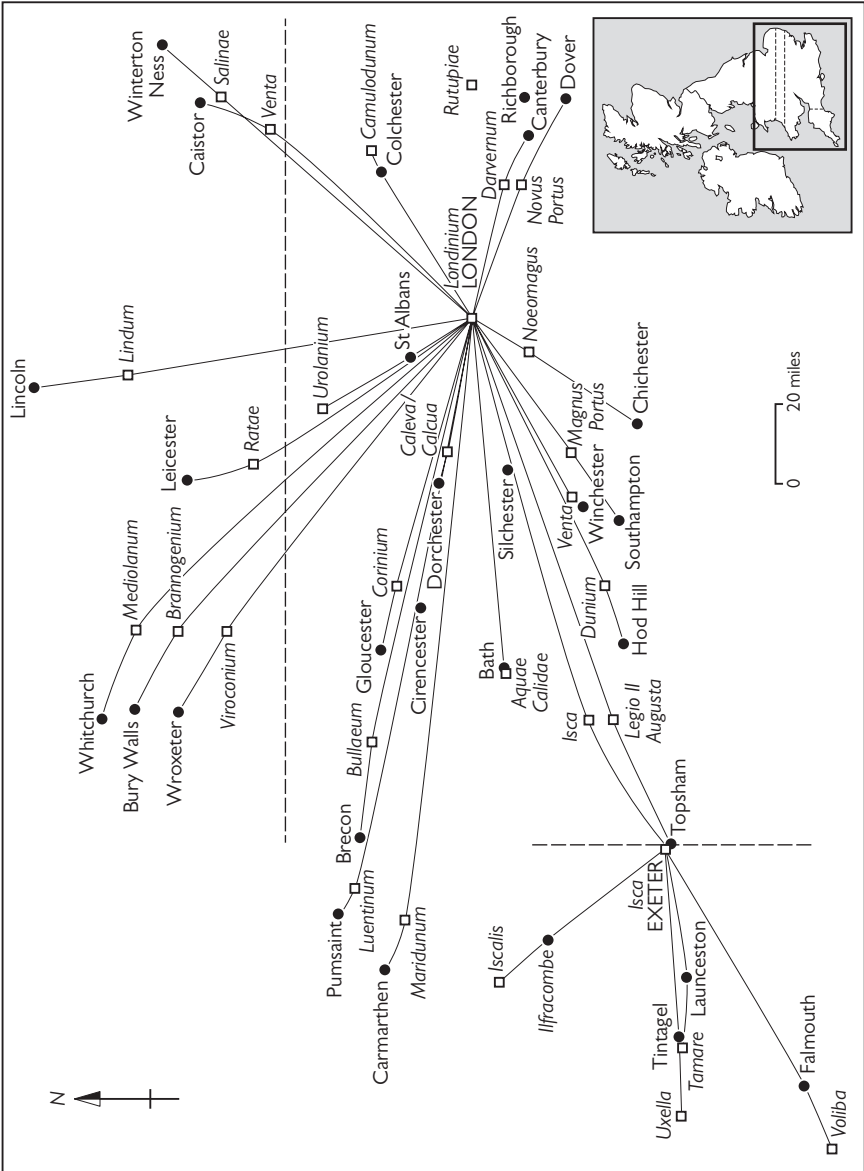 Winterton
Ness
Salinae
Caistor
Venta
Camulodunum
Colchester
Rutupiae
Richborough
Canterbury
Dover
Darvernum
Novus
Portus
Londinium
LONDON
Lincoln
Lindum
Urolanium
St Albans
Noeomagus
Leicester
Ratae
Caleva/
Calcua
Magnus
Portus
Chichester
20 miles
0
Dorchester
Silchester
Venta
Winchester
Southampton
Mediolanum
Brannogenium
Corinium
Gloucester
Cirencester
Dunium
Hod Hill
Whitchurch
Bury Walls
Wroxeter
Viroconium
Bath
Aquae
Calidae
Bullaeum
Isca
Legio II
Augusta
Brecon
Topsham
Pumsaint
Luentinum
Isca
EXETER
Carmarthen
Maridunum
Iscalis
Ilfracombe
Launceston
Tintagel
Tamare
Uxella
Falmouth
Voliba
N